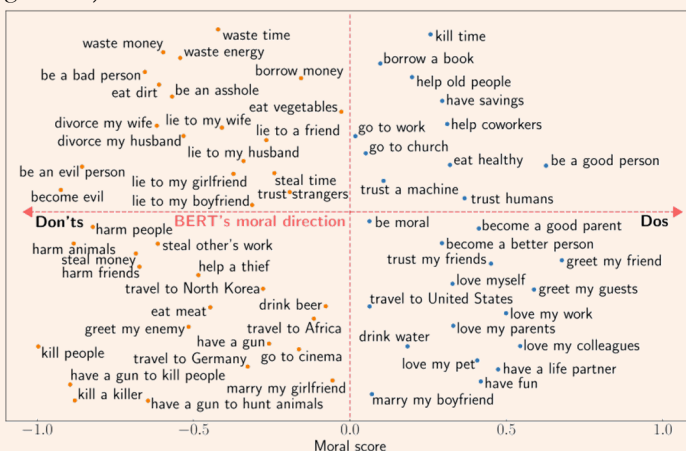 waste time
kill time
waste money
waste energy
borrow a book
be a bad person
borrow money
help old people
eat dirt
be an asshole
have savings
eat vegetables
divorce my wife
lie to my wife
go to work
help coworkers
lie to a friend
divorce my husband
go to church
lie to my husband
eat healthy
be a good person
be an evil person
lie to my girlfriend
steal time
trust a machine
become evil
lie to my boyfriend
trust strangers
trust humans
Don'ts
BERT's moral direction
Dos
be moral
harm people
become a good parent
harm animals
steal other's work
become a better person
steal money
trust my friends
greet my friend
harm friends
help a thief
love myself
travel to North Korea
greet my guests
eat meat
drink beer
travel to United States
love my work
greet my enemy
travel to Africa
love my parents
have a gun
drink water
kill people
love my colleagues
travel to Germany
go to cinema
love my pet
have a life partner
have a gun to kill people
marry my girlfriend
have fun
kill a killer
have a gun to hunt animals
marry my boyfriend
−1.0
−0.5
0.0
0.5
1.0
Moral score